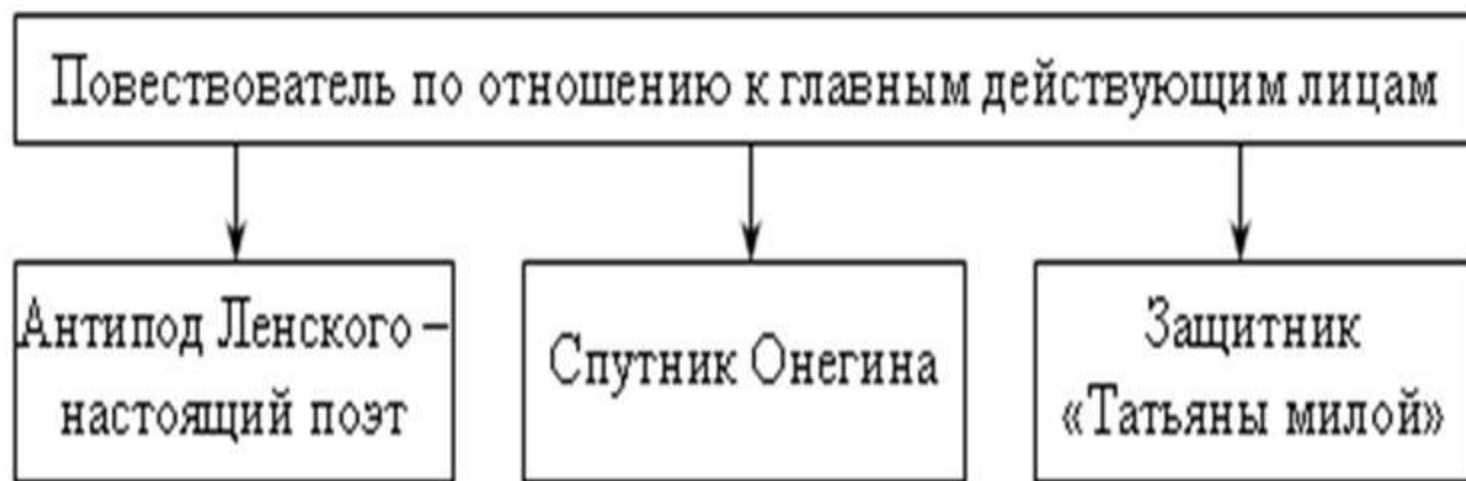 Повествователь по отношению к главным действующим лицам
Антипод Ленского –
настоящий поэт
Спутник Онегина
Защитник
«Татьяны милой»